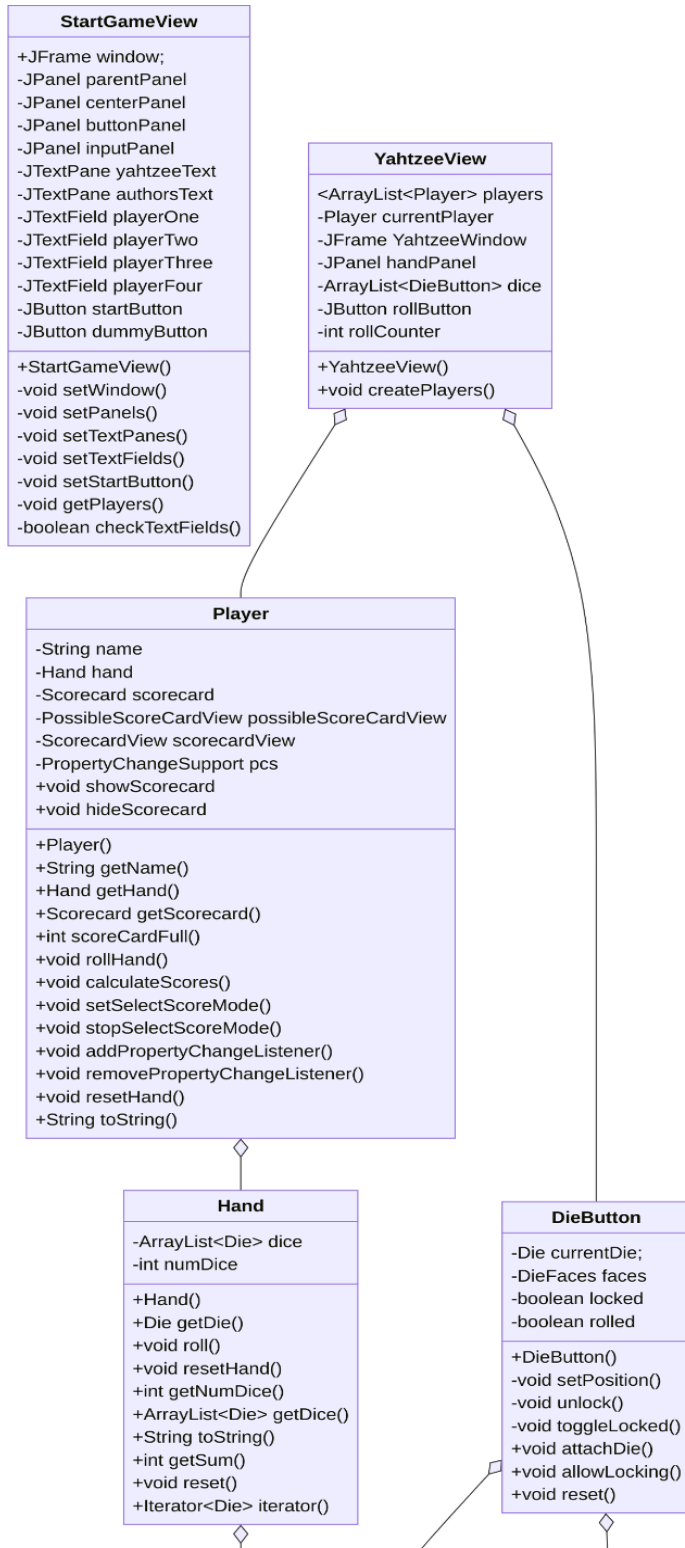 StartGameView
+JFrame window;
-JPanel parentPanel
-JPanel centerPanel
-JPanel buttonPanel
-JPanel inputPanel
-JTextPane yahtzeeText
-JTextPane authorsText
-JTextField playerOne
-JTextField playerTwo
-JTextField playerThree
-JTextField playerFour
-JButton startButton
-JButton dummyButton
+StartGameView()
-void setWindow()
-void setPanels()
-void setTextPanes()
-void setTextFields()
-void setStartButton()
-void getPlayers()
-boolean checkTextFields()
YahtzeeView
<ArrayList<Player> players
-Player currentPlayer
-JFrame YahtzeeWindow
-JPanel handPanel
-ArrayList<DieButton> dice
-JButton rollButton
-int rollCounter
+YahtzeeView()
+void createPlayers()
Player
-String name
-Hand hand
-Scorecard scorecard
-PossibleScoreCardView possibleScoreCardView
-ScorecardView scorecardView
-PropertyChangeSupport pcs
+void showScorecard
+void hideScorecard
+Player()
+String getName()
+Hand getHand()
+Scorecard getScorecard()
+int scoreCardFull()
+void rollHand()
+void calculateScores()
+void setSelectScoreMode()
+void stopSelectScoreMode()
+void addPropertyChangeListener()
+void removePropertyChangeListener()
+void resetHand()
+String toString()
Hand
-ArrayList<Die> dice
-int numDice
+Hand()
+Die getDie()
+void roll()
+void resetHand()
+int getNumDice()
+ArrayList<Die> getDice()
+String toString()
+int getSum()
+void reset()
+Iterator<Die> iterator()
DieButton
-Die currentDie;
-DieFaces faces
-boolean locked
-boolean rolled
+DieButton()
-void setPosition()
-void unlock()
-void toggleLocked()
+void attachDie()
+void allowLocking()
+void reset()